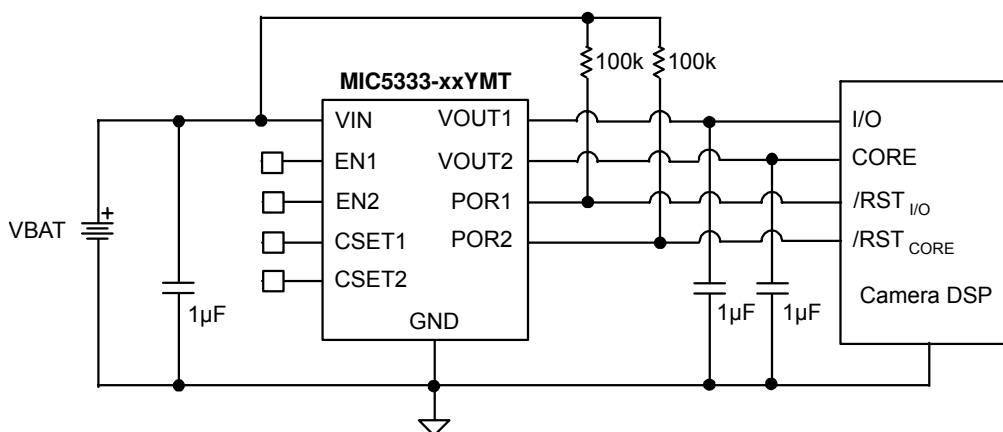 100k
100k
MIC5333-xxYMT
VIN
EN1
EN2
CSET1
CSET2
VOUT1
VOUT2
POR1
POR2
GND
VBAT
+
1µF
1µF
1µF
I/O
CORE
/RST I/O
/RST CORE
Camera DSP